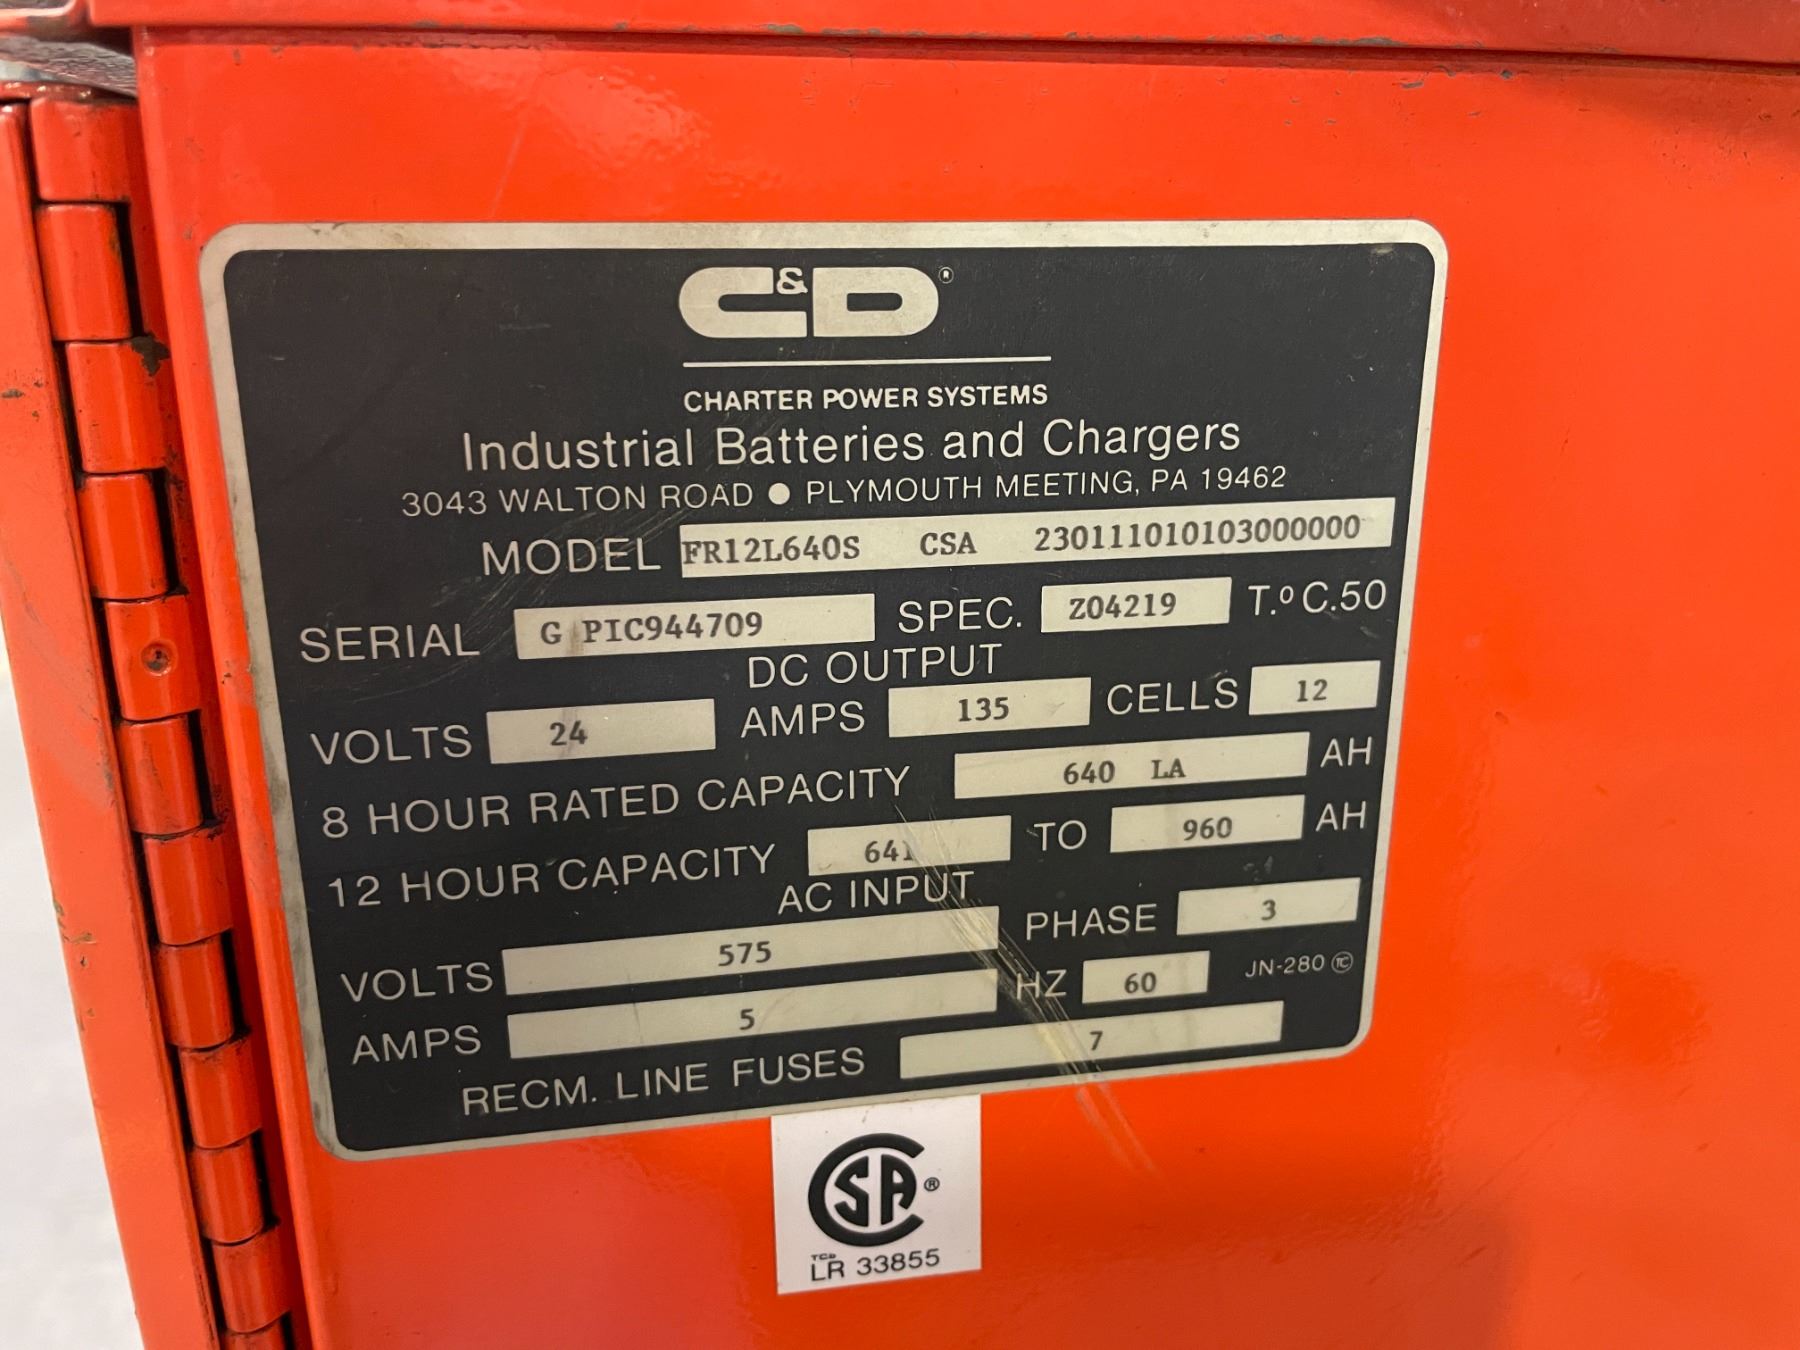 C&D®
CHARTER POWER SYSTEMS
Industrial Batteries and Chargers
3043 WALTON ROAD ● PLYMOUTH MEETING, PA 19462
MODEL FR12L640S CSA 230111010103000000
SERIAL G PIC944709 SPEC. Z04219 T.° C.50
DC OUTPUT
VOLTS 24 AMPS 135 CELLS 12
8 HOUR RATED CAPACITY 640 LA AH
12 HOUR CAPACITY 641 TO 960 AH
AC INPUT
VOLTS 575 PHASE 3
AMPS 5 HZ 60 JN-280 TC
RECM. LINE FUSES 7
CSA®
LR 33855